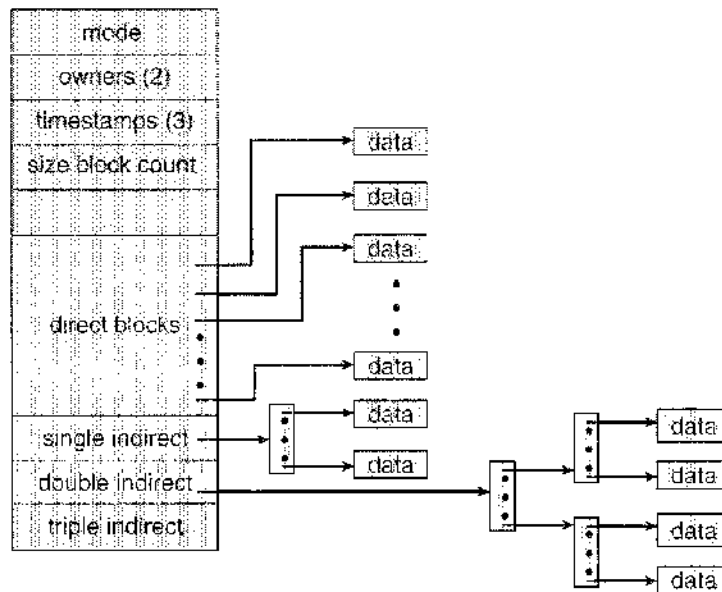 mode
owners (2)
timestamps (3)
size block count
direct blocks
single indirect
double indirect
triple indirect
data
data
data
data
data
data
data
data
data
data